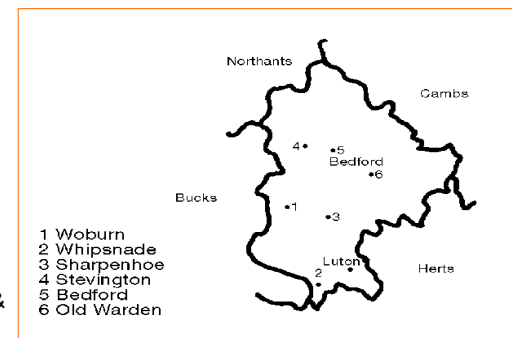 Northants
Cambs
4
5
Bedford
6
Bucks
1
3
1 Woburn
2 Whipsnade
3 Sharpenhoe
4 Stevington
5 Bedford
6 Old Warden
Luton
2
Herts
&